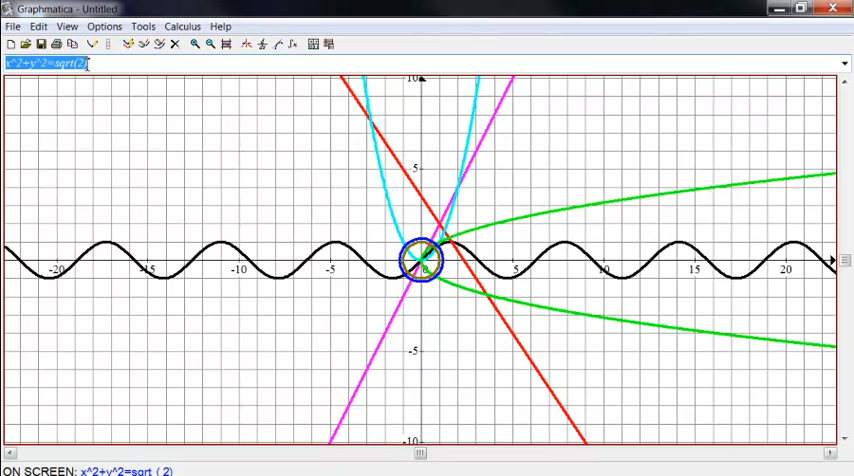 Graphmatica - Untitled
File Edit View Options Tools Calculus Help
x^2+y^2=sqrt(2)
10
5
-20 -15 -10 -5 0 5 10 15 20
-5
-10
ON SCREEN: x^2+y^2=sqrt (2)